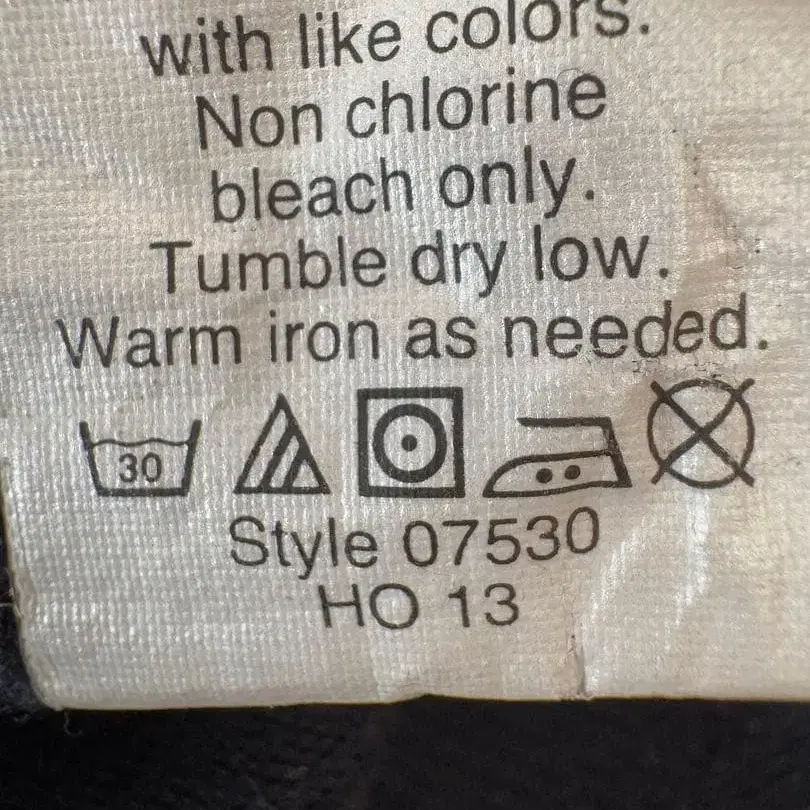 with like colors.
Non chlorine
bleach only.
Tumble dry low.
Warm iron as needed.
30
Style 07530
HO 13